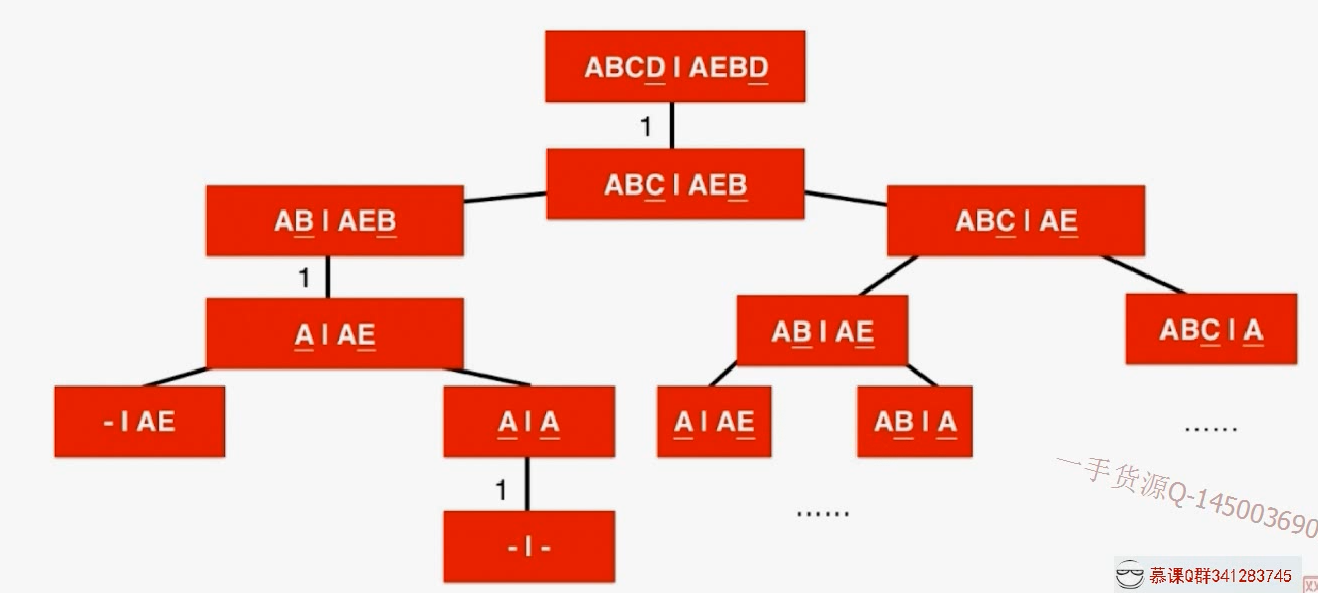 ABCD | AEBD
1
ABC | AEB
AB | AEB
ABC | AE
1
A | AE
AB | AE
ABC | A
- | AE
A | A
A | AE
AB | A
......
1
......
- | -
一手货源Q-145003690
慕课Q群341283745